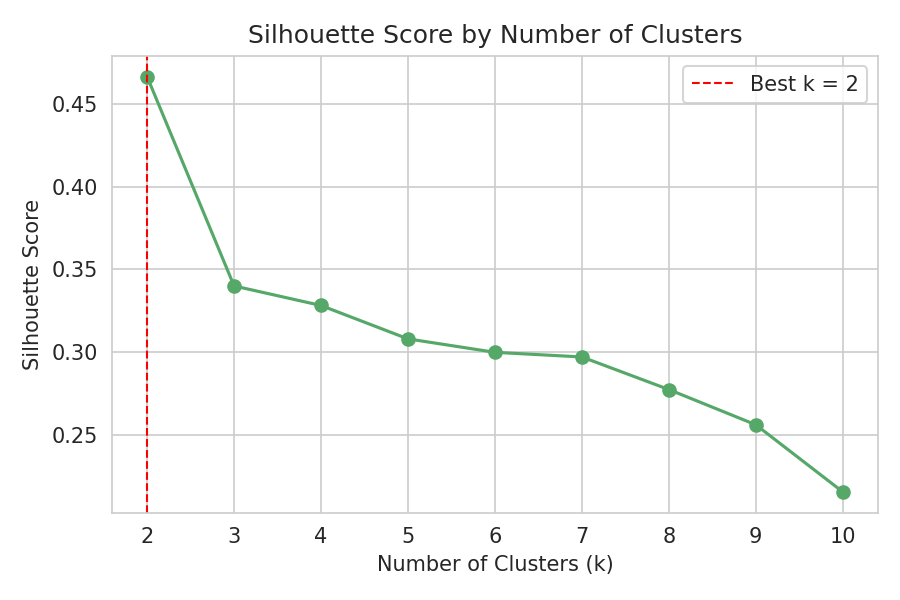 Silhouette Score by Number of Clusters
Best k = 2
Silhouette Score
0.45
0.40
0.35
0.30
0.25
2 3 4 5 6 7 8 9 10
Number of Clusters (k)